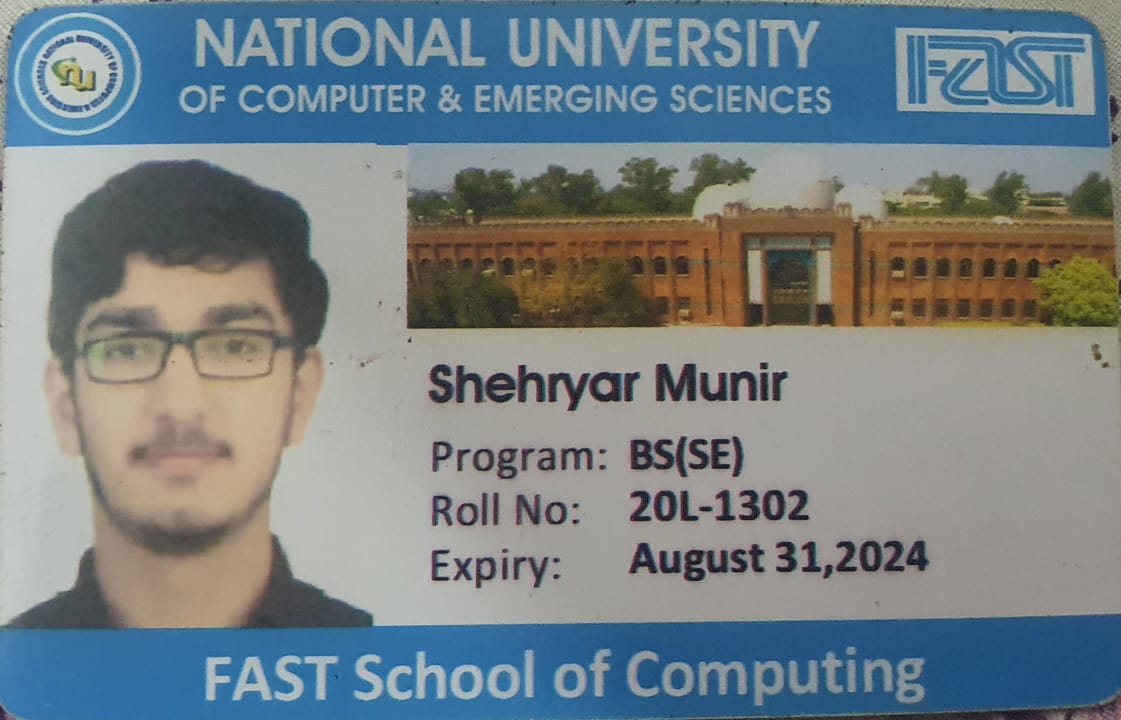 NATIONAL UNIVERSITY
OF COMPUTER & EMERGING SCIENCES
FAST
Shehryar Munir
Program: BS(SE)
Roll No: 20L-1302
Expiry: August 31,2024
FAST School of Computing